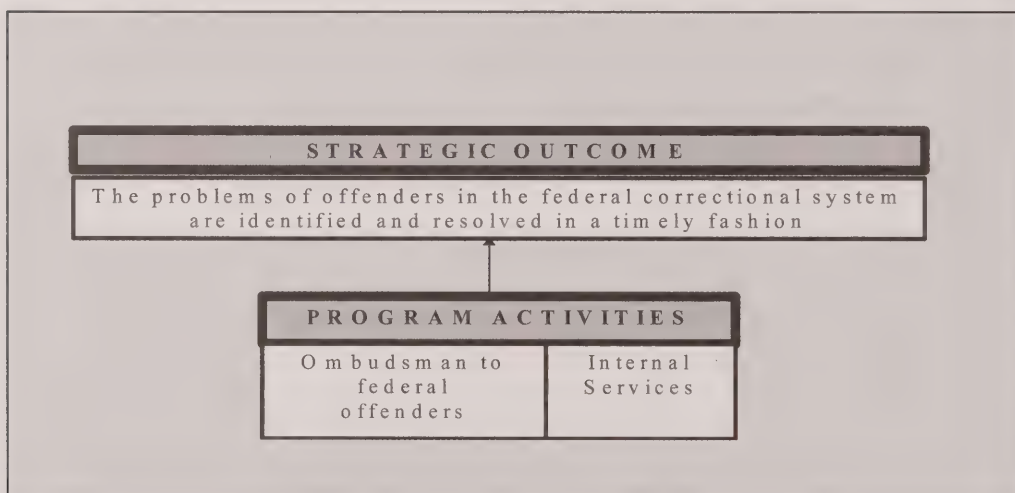 STRATEGIC OUTCOME
The problems of offenders in the federal correctional system
are identified and resolved in a timely fashion
PROGRAM ACTIVITIES
Ombudsman to
federal
offenders
Internal
Services